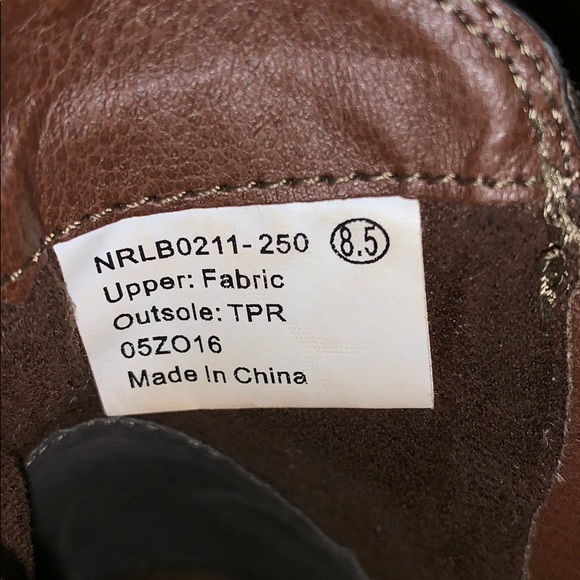 NRLB0211-250 8.5
Upper: Fabric
Outsole: TPR
05ZO16
Made In China